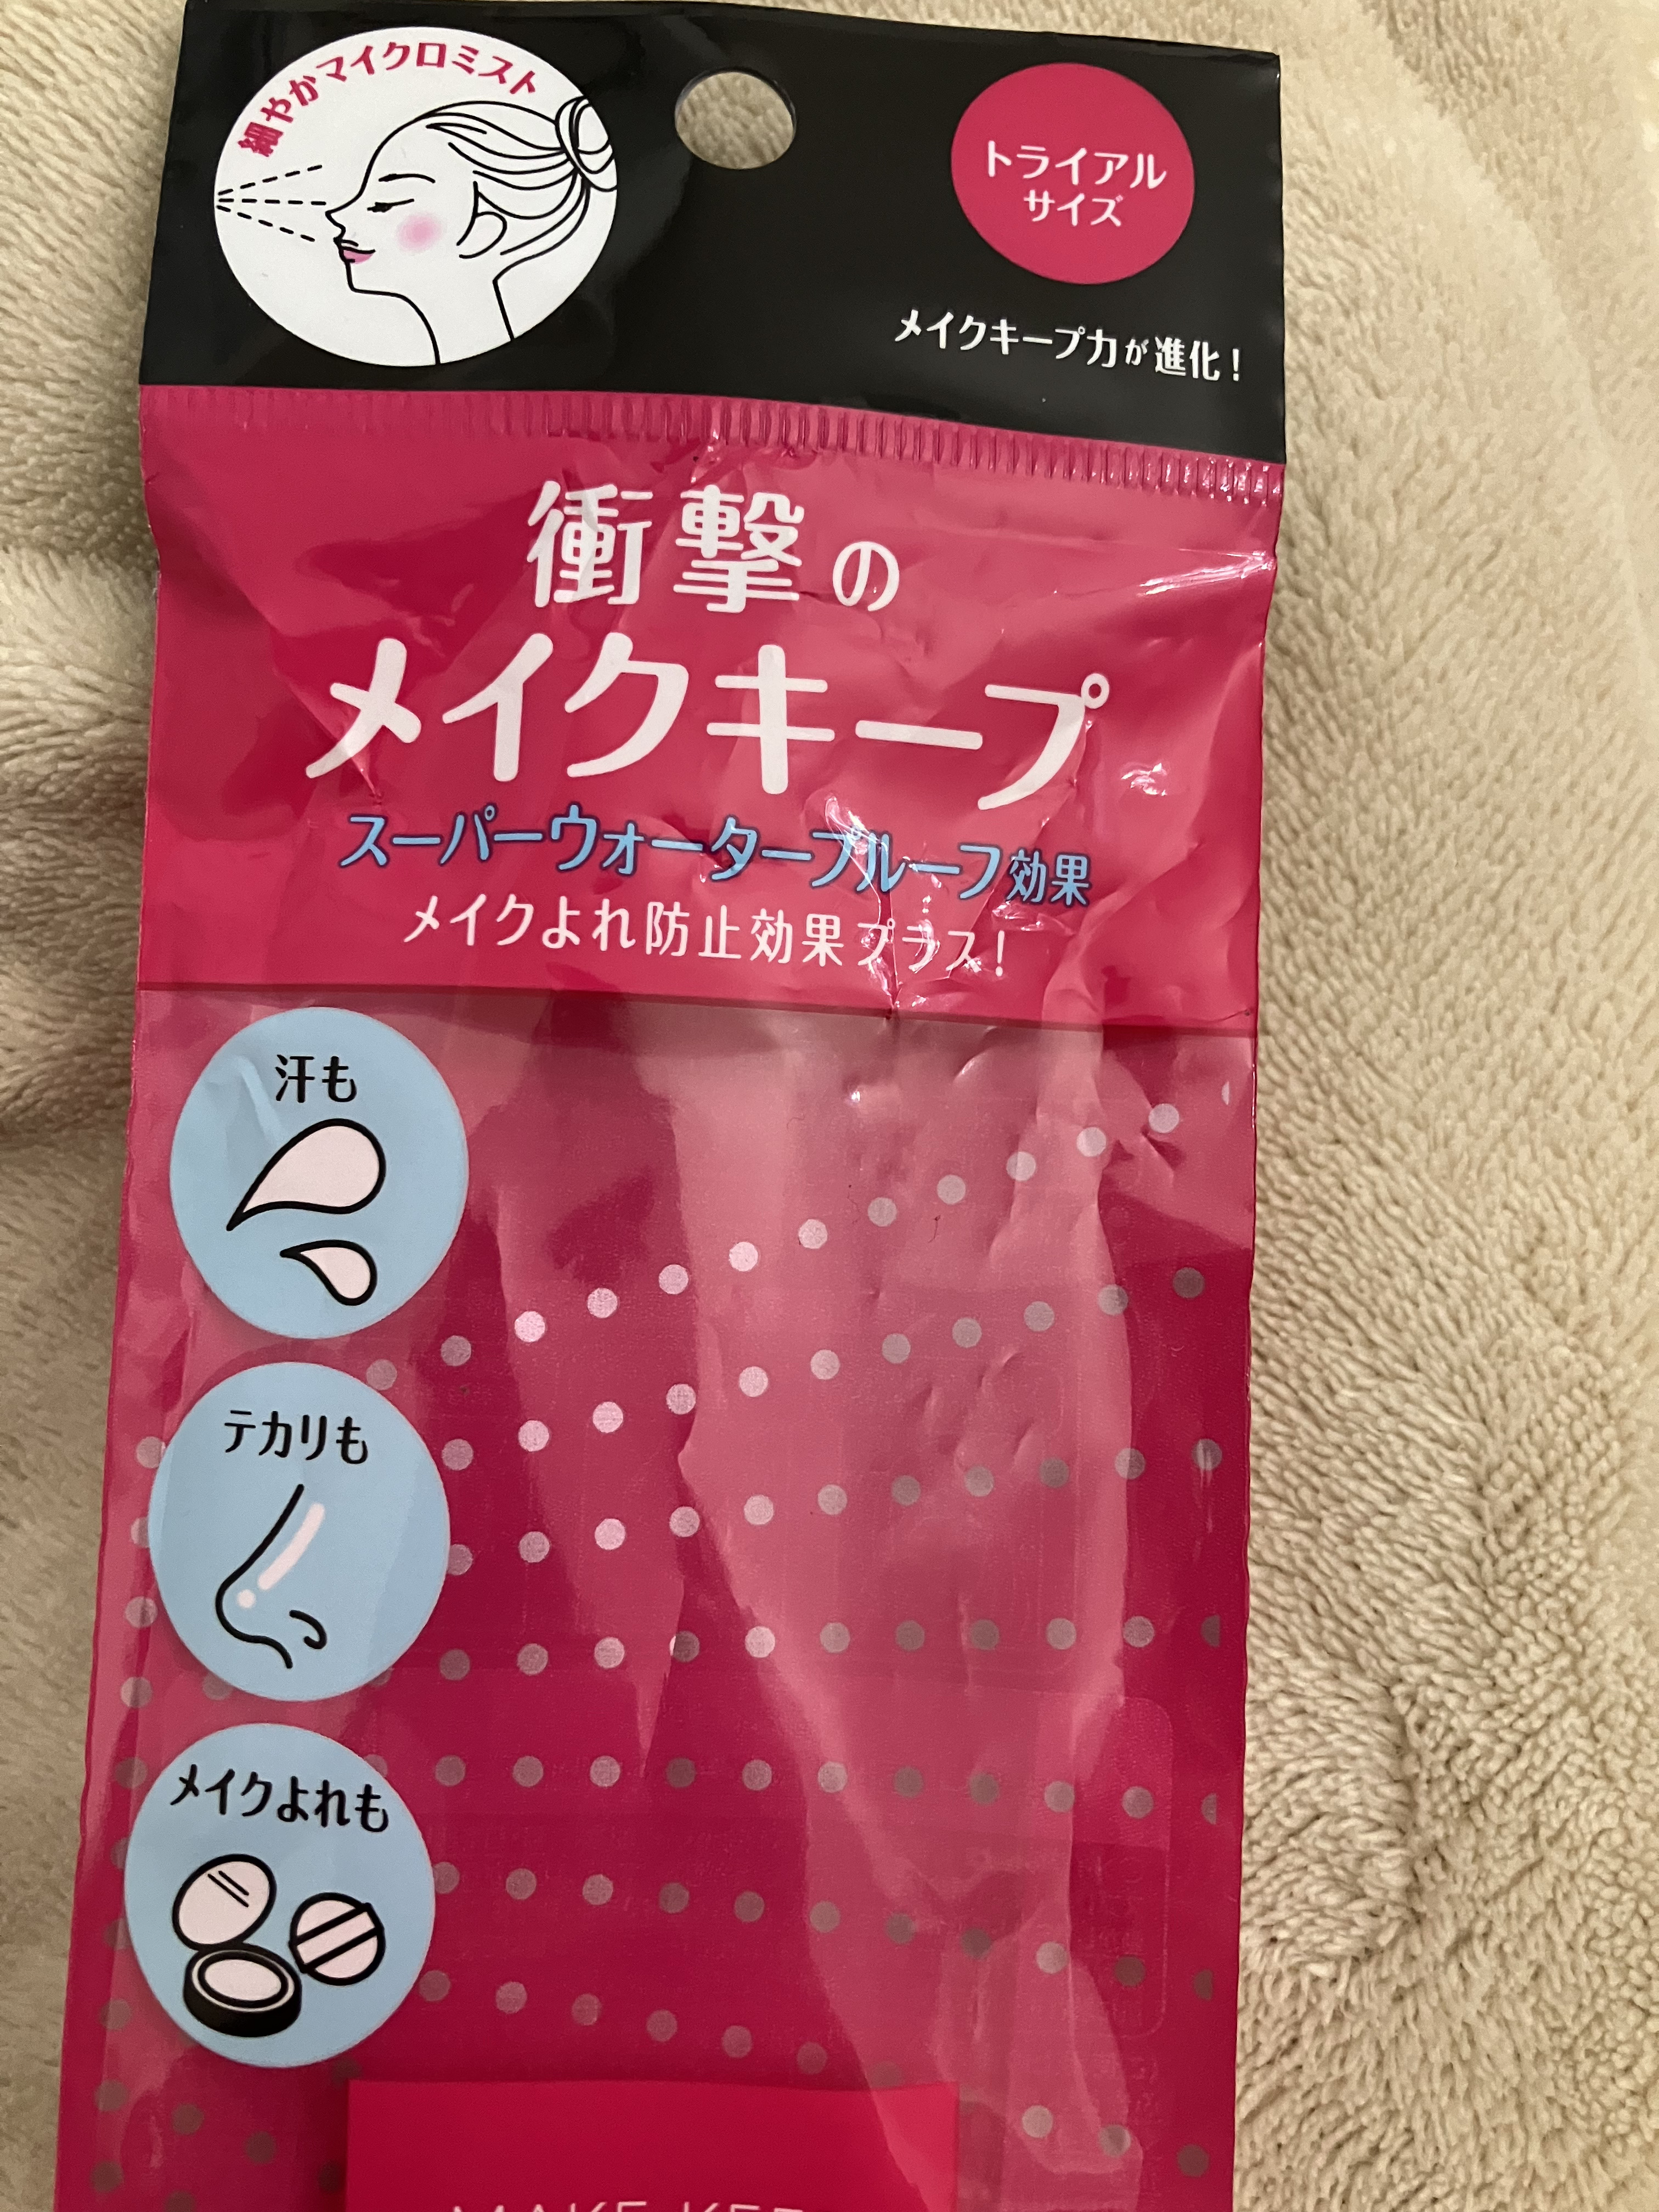 細やかマイクロミスト
トライアル
サイズ
メイクキープ力が進化!
衝撃の
メイクキープ
スーパーウォータープルーフ効果
メイクよれ防止効果プラス!
汗も
テカリも
メイクよれも
MAKE KEE